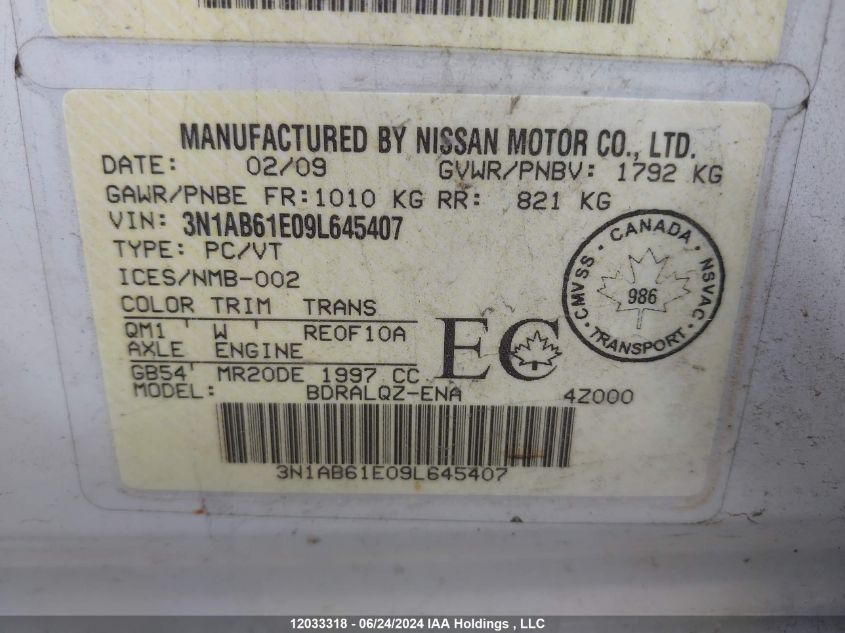 MANUFACTURED BY NISSAN MOTOR CO., LTD.
DATE: 02/09 GVWR/PNBV: 1792 KG
GAWR/PNBE FR:1010 KG RR: 821 KG
VIN: 3N1AB61E09L645407
TYPE: PC/VT
ICES/NMB-002
COLOR TRIM TRANS
QM1 ' W ' RE0F10A
AXLE ENGINE
GB54' MR20DE 1997 CC
MODEL: BDRALQZ-ENA 4Z000
EC
CANADA
CMVSS · NSVAC
986
TRANSPORT
3N1AB61E09L645407
12033318 - 06/24/2024 IAA Holdings , LLC